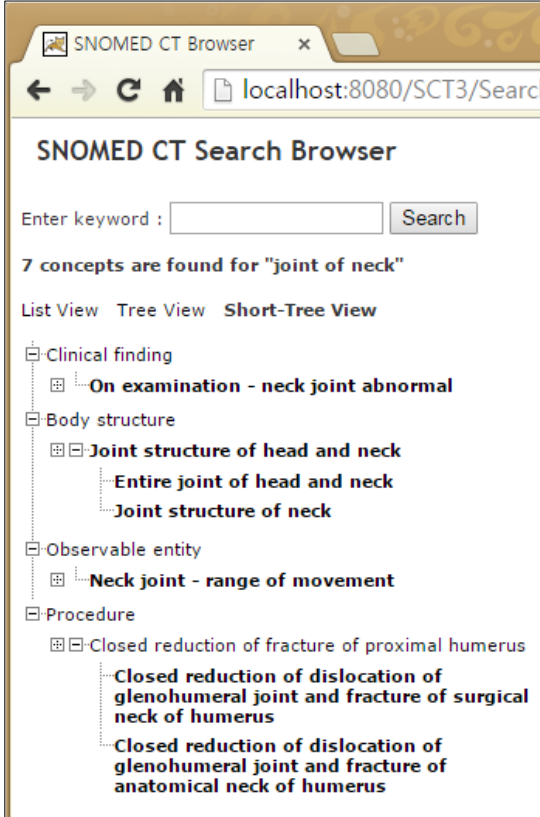 SNOMED CT Browser ×
localhost:8080/SCT3/Searc
SNOMED CT Search Browser
Enter keyword : Search
7 concepts are found for "joint of neck"
List View Tree View Short-Tree View
Clinical finding
On examination - neck joint abnormal
Body structure
Joint structure of head and neck
Entire joint of head and neck
Joint structure of neck
Observable entity
Neck joint - range of movement
Procedure
Closed reduction of fracture of proximal humerus
Closed reduction of dislocation of
glenohumeral joint and fracture of surgical
neck of humerus
Closed reduction of dislocation of
glenohumeral joint and fracture of
anatomical neck of humerus